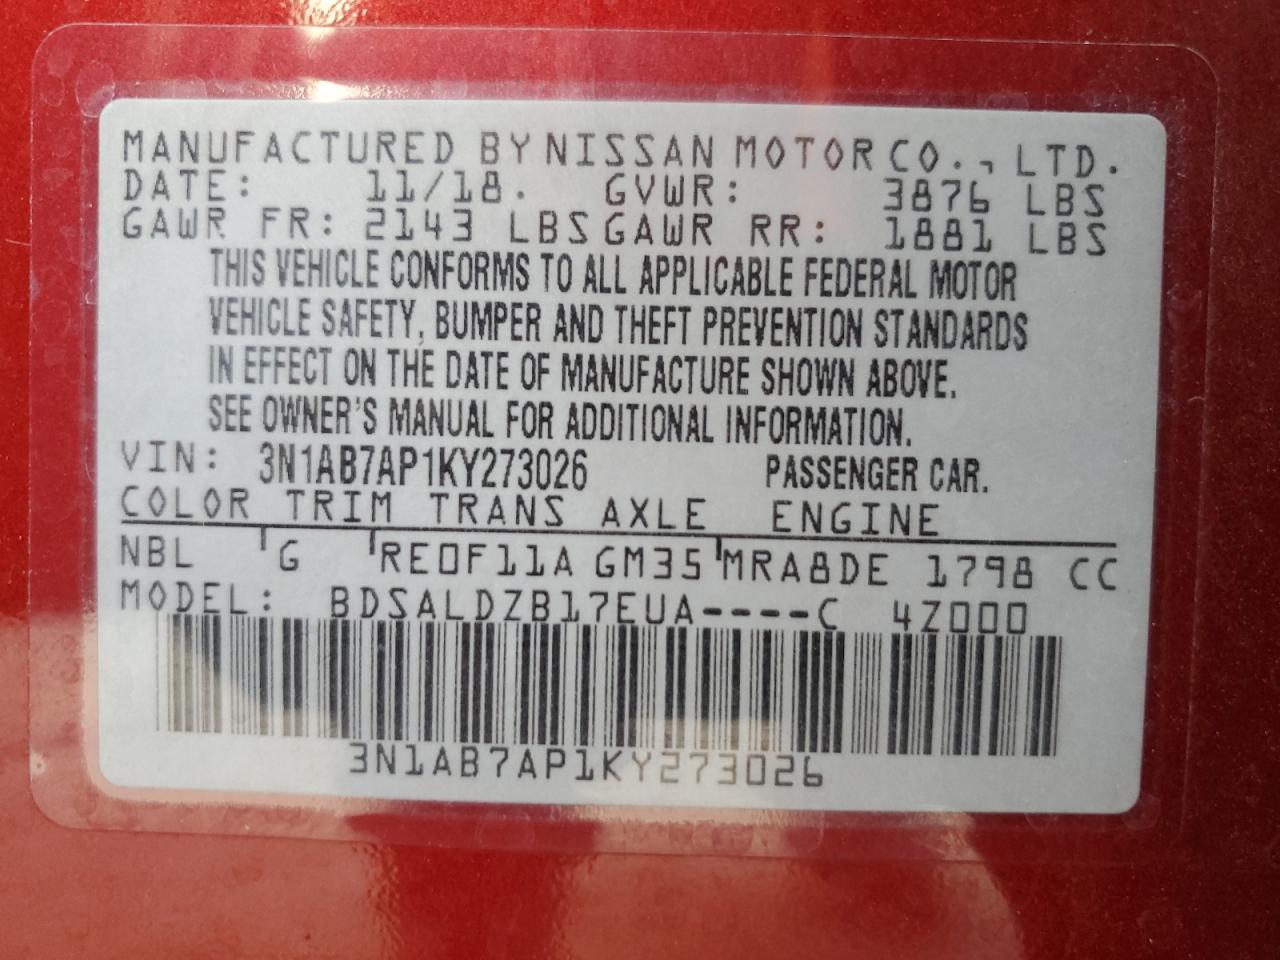 MANUFACTURED BY NISSAN MOTOR CO., LTD.
DATE: 11/18. GVWR: 3876 LBS
GAWR FR: 2143 LBS GAWR RR: 1881 LBS
THIS VEHICLE CONFORMS TO ALL APPLICABLE FEDERAL MOTOR
VEHICLE SAFETY, BUMPER AND THEFT PREVENTION STANDARDS
IN EFFECT ON THE DATE OF MANUFACTURE SHOWN ABOVE.
SEE OWNER'S MANUAL FOR ADDITIONAL INFORMATION.
VIN: 3N1AB7AP1KY273026 PASSENGER CAR.
COLOR TRIM TRANS AXLE ENGINE
NBL G RE0F11A GM35 MRA8DE 1798 CC
MODEL: BDSALDZB17EUA----C 4Z000
3N1AB7AP1KY273026